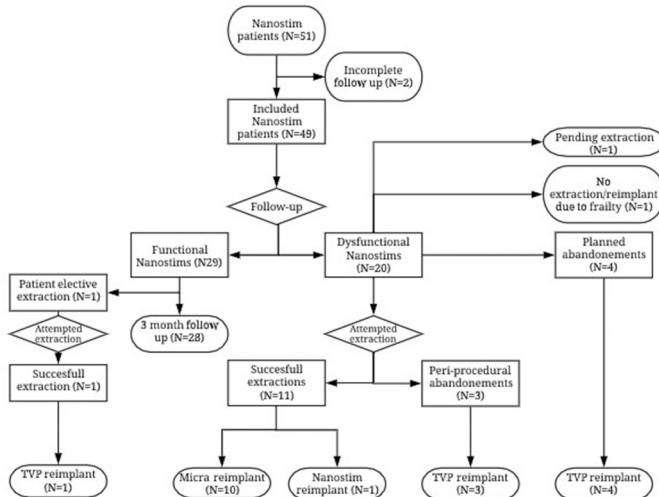 Nanostim
patients (N=51)
Incomplete
follow up (N=2)
Included
Nanostim
patients
(N=49)
Pending extraction
(N=1)
No
extraction/reimplant
due to frailty (N=1)
Follow-up
Functional
Nanostims (N29)
Dysfunctional
Nanostims
(N=20)
Planned
abandonements
(N=4)
Patient elective
extraction (N=1)
3 month follow
up (N=28)
Attempted
extraction
Attempted
extraction
Succesfull
extraction (N=1)
Succesfull
extractions
(N=11)
Peri-procedural
abandonements
(N=3)
TVP reimplant
(N=1)
Micra reimplant
(N=10)
Nanostim
reimplant (N=1)
TVP reimplant
(N=3)
TVP reimplant
(N=4)